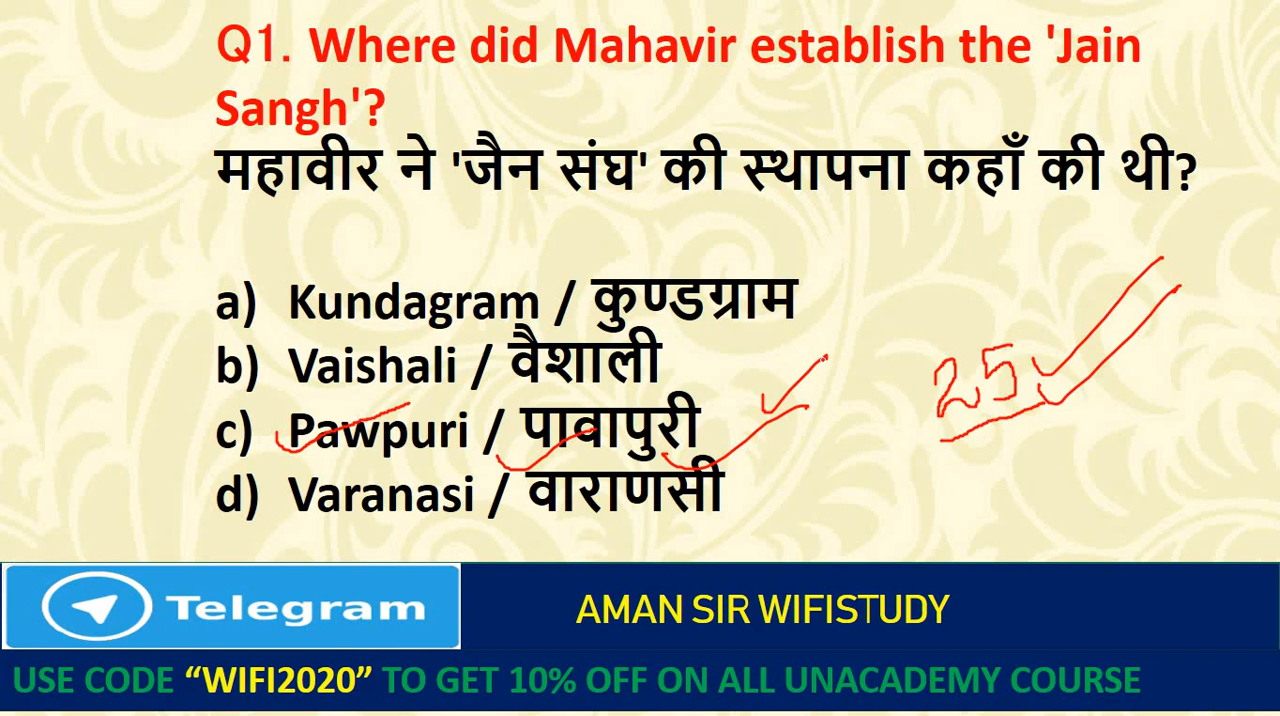 Q1. Where did Mahavir establish the 'Jain
Sangh'?
महावीर ने 'जैन संघ' की स्थापना कहाँ की थी?
a) Kundagram / कुण्डग्राम
b) Vaishali / वैशाली
c) Pawpuri / पावापुरी
25
d) Varanasi / वाराणसी
Telegram
AMAN SIR WIFISTUDY
USE CODE “WIFI2020” TO GET 10% OFF ON ALL UNACADEMY COURSE